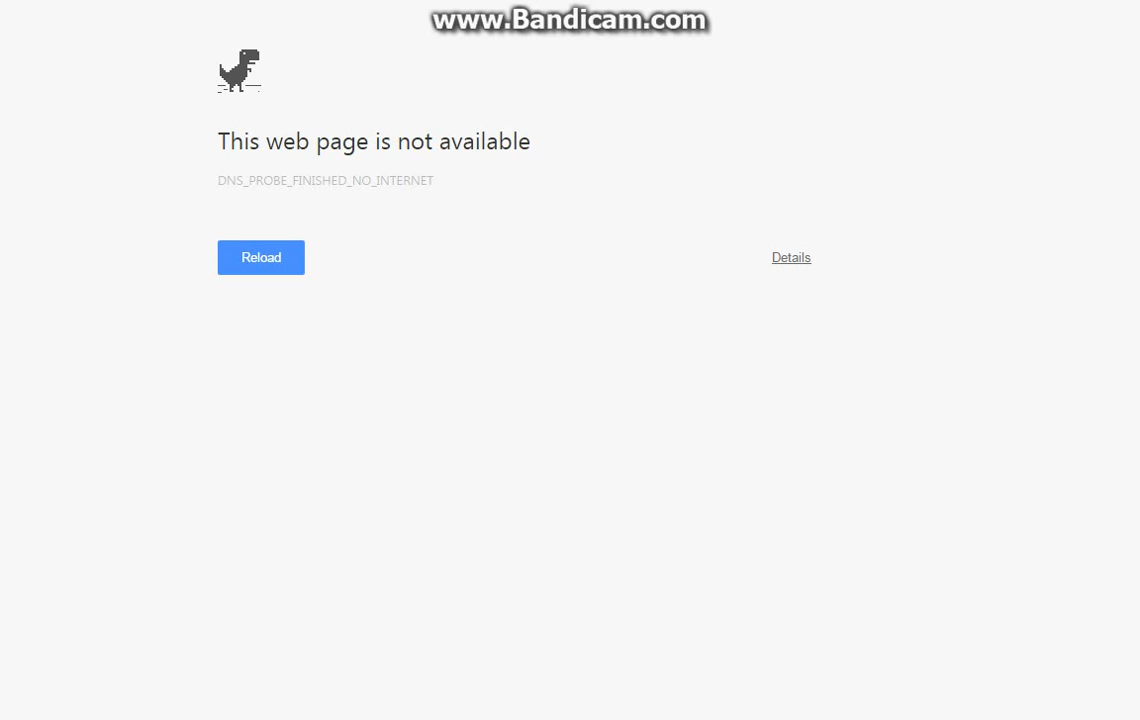 www.Bandicam.com
This web page is not available
DNS_PROBE_FINISHED_NO_INTERNET
Reload
Details